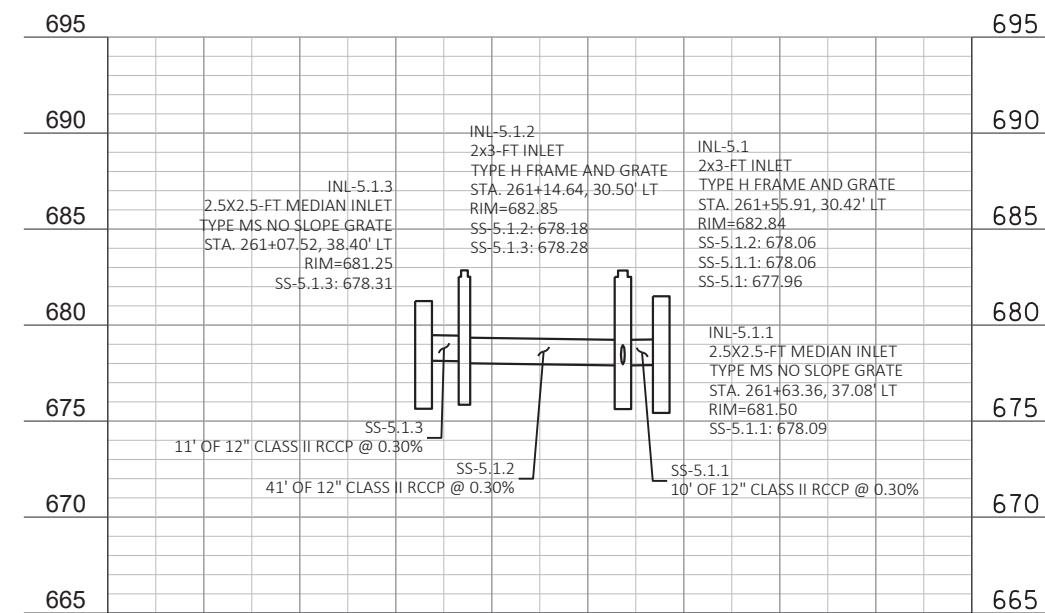 695
695
690
690
INL-5.1.2
2x3-FT INLET
TYPE H FRAME AND GRATE
STA. 261+14.64, 30.50' LT
RIM=682.85
SS-5.1.2: 678.18
SS-5.1.3: 678.28
INL-5.1
2x3-FT INLET
TYPE H FRAME AND GRATE
STA. 261+55.91, 30.42' LT
RIM=682.84
SS-5.1.2: 678.06
SS-5.1.1: 678.06
SS-5.1: 677.96
INL-5.1.3
2.5X2.5-FT MEDIAN INLET
TYPE MS NO SLOPE GRATE
STA. 261+07.52, 38.40' LT
RIM=681.25
SS-5.1.3: 678.31
685
685
680
680
INL-5.1.1
2.5X2.5-FT MEDIAN INLET
TYPE MS NO SLOPE GRATE
STA. 261+63.36, 37.08' LT
RIM=681.50
SS-5.1.1: 678.09
675
675
SS-5.1.3
11' OF 12" CLASS II RCCP @ 0.30%
SS-5.1.2
41' OF 12" CLASS II RCCP @ 0.30%
SS-5.1.1
10' OF 12" CLASS II RCCP @ 0.30%
670
670
665
665